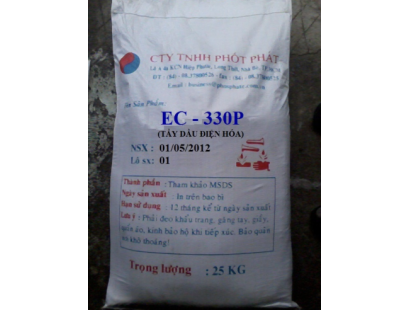 CTY TNHH PHỐT PHÁT
EC - 330P
(TẨY DẦU ĐIỆN HÓA)
NSX : 01/05/2012
Lô sx: 01
Thành phần : Tham khảo MSDS
Ngày sản xuất : In trên bao bì
Hạn sử dụng : 12 tháng kể từ ngày sản xuất
Lưu ý : Phải đeo khẩu trang, găng tay, giầy,
quần áo, kính bảo hộ khi tiếp xúc. Bảo quản
nơi khô thoáng!
Trọng lượng : 25 KG